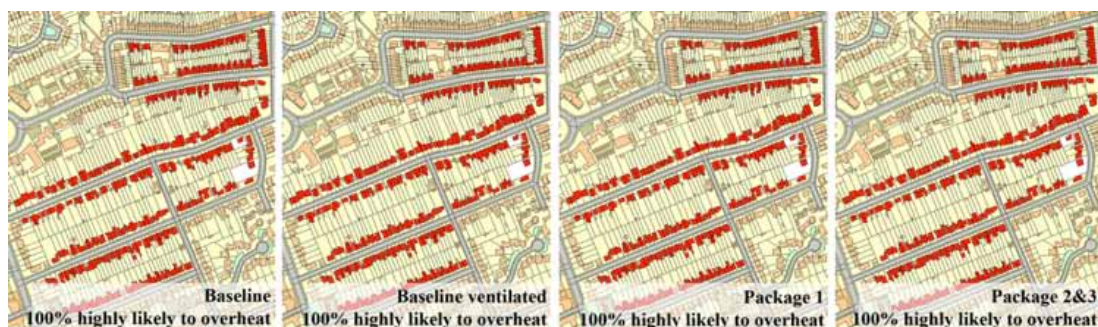 Baseline
100% highly likely to overheat
Baseline ventilated
100% highly likely to overheat
Package 1
100% highly likely to overheat
Package 2&3
100% highly likely to overheat